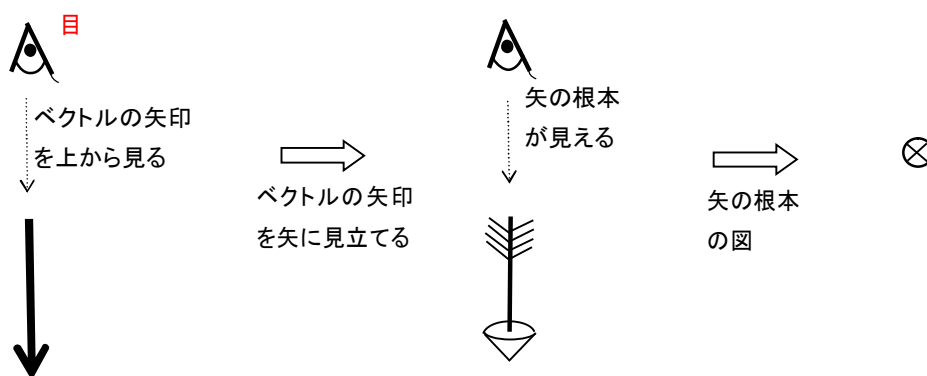 目
ベクトルの矢印
を上から見る
ベクトルの矢印
を矢に見立てる
矢の根本
が見える
矢の根本
の図